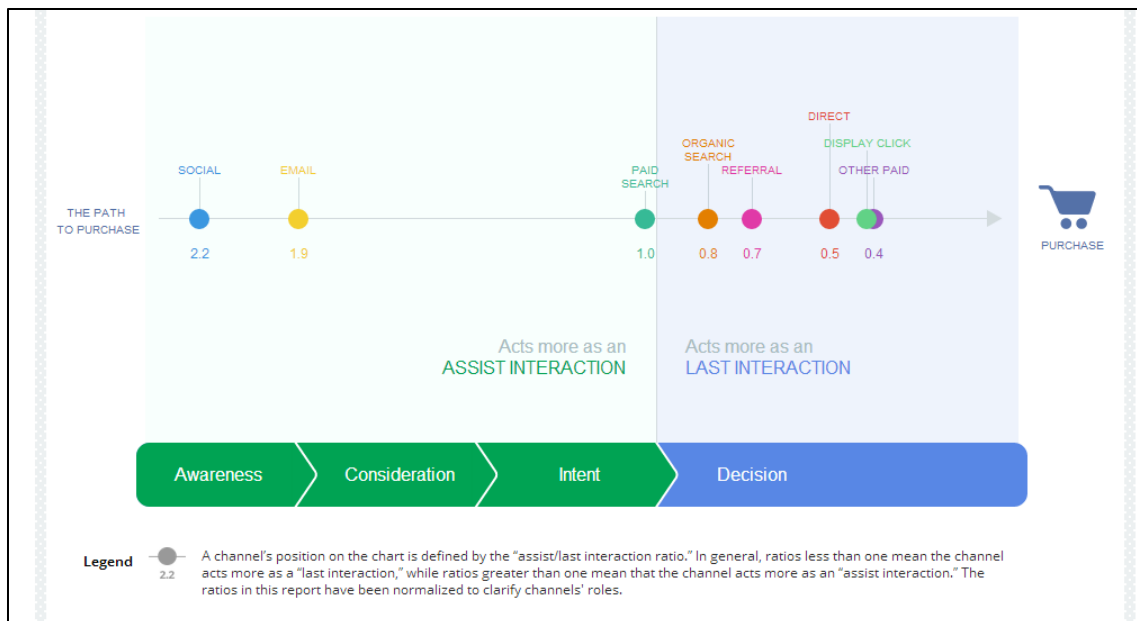 DIRECT
ORGANIC
SEARCH
DISPLAY CLICK
SOCIAL
EMAIL
PAID
SEARCH
REFERRAL
OTHER PAID
THE PATH
TO PURCHASE
2.2
1.9
1.0
0.8
0.7
0.5
0.4
PURCHASE
Acts more as an
ASSIST INTERACTION
Acts more as an
LAST INTERACTION
Awareness
Consideration
Intent
Decision
Legend
2.2
A channel's position on the chart is defined by the “assist/last interaction ratio.” In general, ratios less than one mean the channel
acts more as a “last interaction,” while ratios greater than one mean that the channel acts more as an “assist interaction.” The
ratios in this report have been normalized to clarify channels' roles.